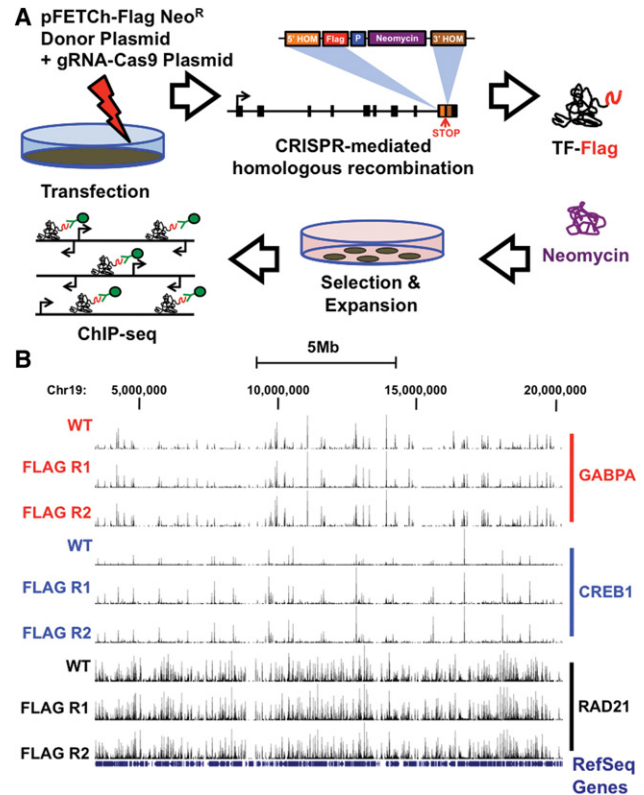 A
pFETCh-Flag Neo^R
Donor Plasmid
+ gRNA-Cas9 Plasmid
5' HOM Flag P Neomycin 3' HOM
STOP
CRISPR-mediated
homologous recombination
TF-Flag
Transfection
Neomycin
Selection &
Expansion
ChIP-seq
B
5Mb
Chr19: 5,000,000 10,000,000 15,000,000 20,000,000
WT
FLAG R1
FLAG R2
GABPA
WT
FLAG R1
FLAG R2
CREB1
WT
FLAG R1
FLAG R2
RAD21
RefSeq
Genes